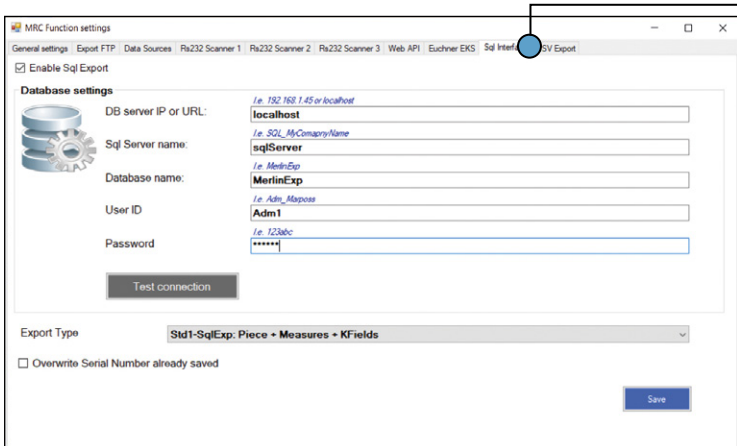 MRC Function settings
General settings Export FTP Data Sources Rs232 Scanner 1 Rs232 Scanner 2 Rs232 Scanner 3 Web API Euchner EKS Sql Export
Enable Sql Export
Database settings
I.e. 192.168.1.45 or localhost
DB server IP or URL: localhost
I.e. SQL_MyComapnyName
Sql Server name: sqlServer
I.e. MerlinExp
Database name: MerlinExp
I.e. Adm_Marposs
User ID Adm1
I.e. 123abc
Password ******
Test connection
Export Type Std1-SqlExp: Piece + Measures + KFields
Overwrite Serial Number already saved
Save